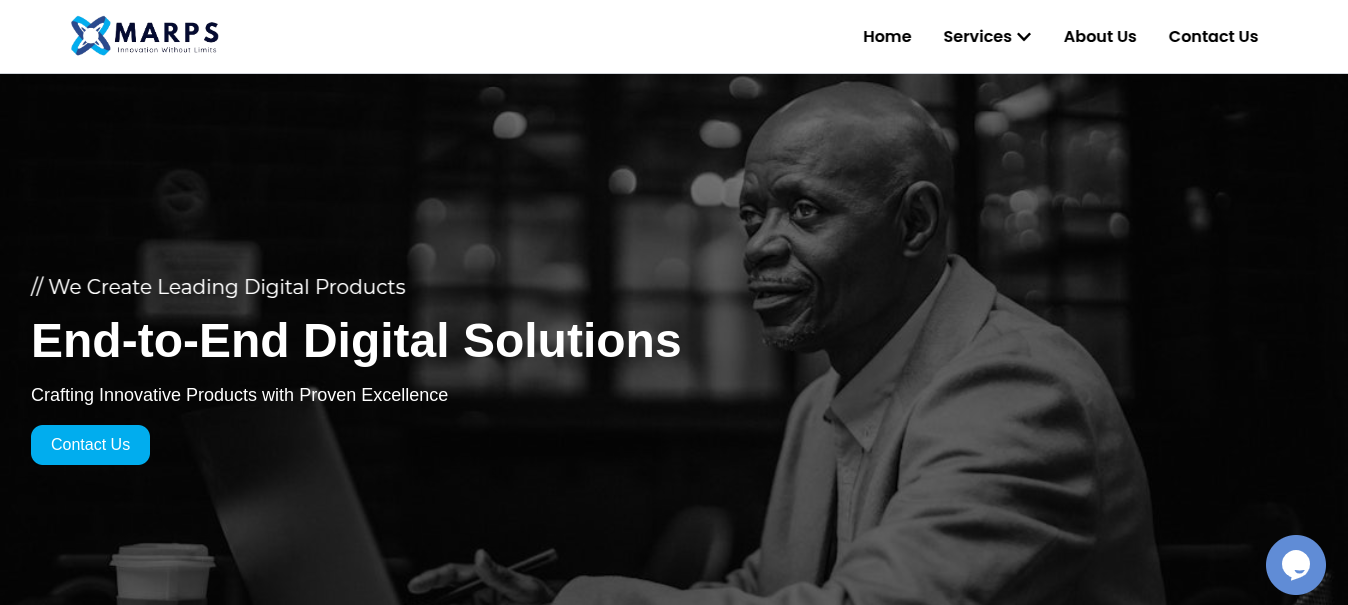 MARPS
Innovation Without Limits
Home
Services
About Us
Contact Us
// We Create Leading Digital Products
End-to-End Digital Solutions
Crafting Innovative Products with Proven Excellence
Contact Us